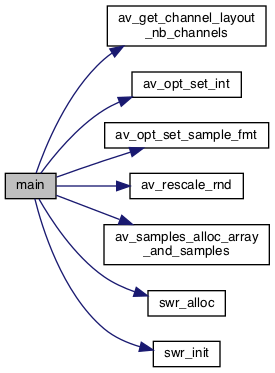 main
av_get_channel_layout
_nb_channels
av_opt_set_int
av_opt_set_sample_fmt
av_rescale_rnd
av_samples_alloc_array
_and_samples
swr_alloc
swr_init